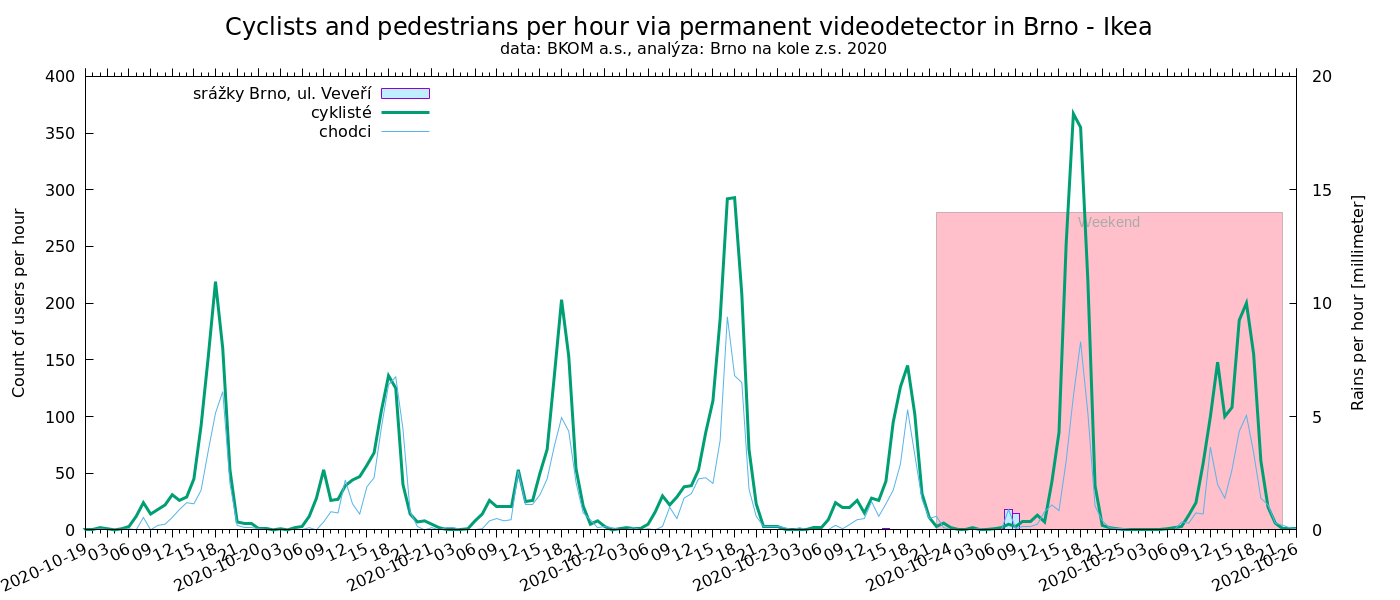 Cyclists and pedestrians per hour via permanent videodetector in Brno - Ikea
data: BKOM a.s., analýza: Brno na kole z.s. 2020
srážky Brno, ul. Veveří
cyklisté
chodci
Weekend
Count of users per hour
400
350
300
250
200
150
100
50
0
20
15
10
5
0
Rains per hour [millimeter]
2020-10-19 03 06 09 12 15 18 21 2020-10-20 03 06 09 12 15 18 21 2020-10-21 03 06 09 12 15 18 21 2020-10-22 03 06 09 12 15 18 21 2020-10-23 03 06 09 12 15 18 21 2020-10-24 03 06 09 12 15 18 21 2020-10-25 03 06 09 12 15 18 21 2020-10-26